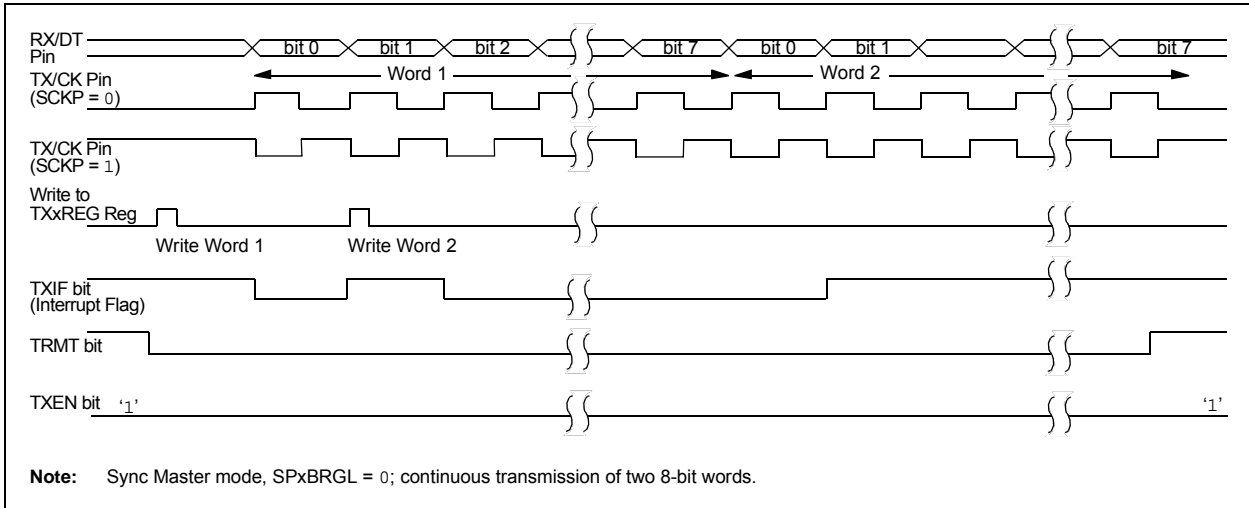 RX/DT
Pin
bit 0 bit 1 bit 2 bit 7 bit 0 bit 1 bit 7
Word 1 Word 2
TX/CK Pin
(SCKP = 0)
TX/CK Pin
(SCKP = 1)
Write to
TXxREG Reg
Write Word 1 Write Word 2
TXIF bit
(Interrupt Flag)
TRMT bit
TXEN bit ‘1’ ‘1’
Note: Sync Master mode, SPxBRGL = 0; continuous transmission of two 8-bit words.